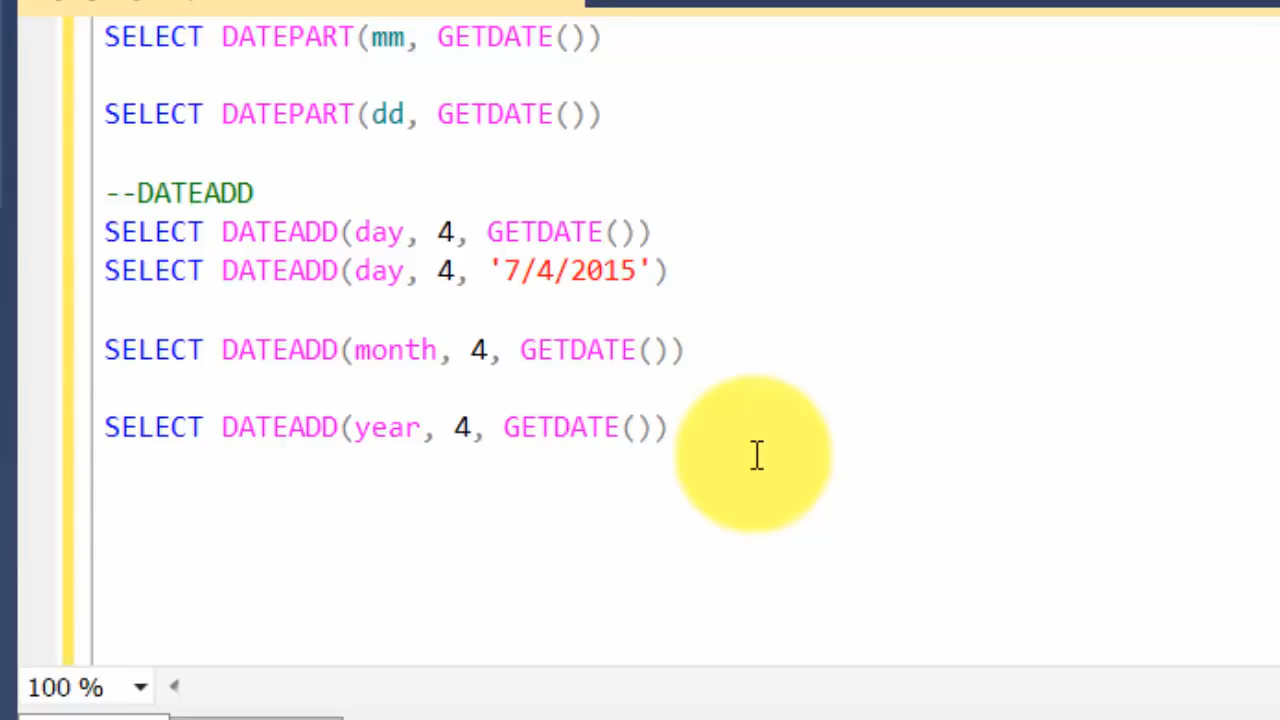 SELECT DATEPART(mm, GETDATE())
SELECT DATEPART(dd, GETDATE())
--DATEADD
SELECT DATEADD(day, 4, GETDATE())
SELECT DATEADD(day, 4, '7/4/2015')
SELECT DATEADD(month, 4, GETDATE())
SELECT DATEADD(year, 4, GETDATE())
100 %